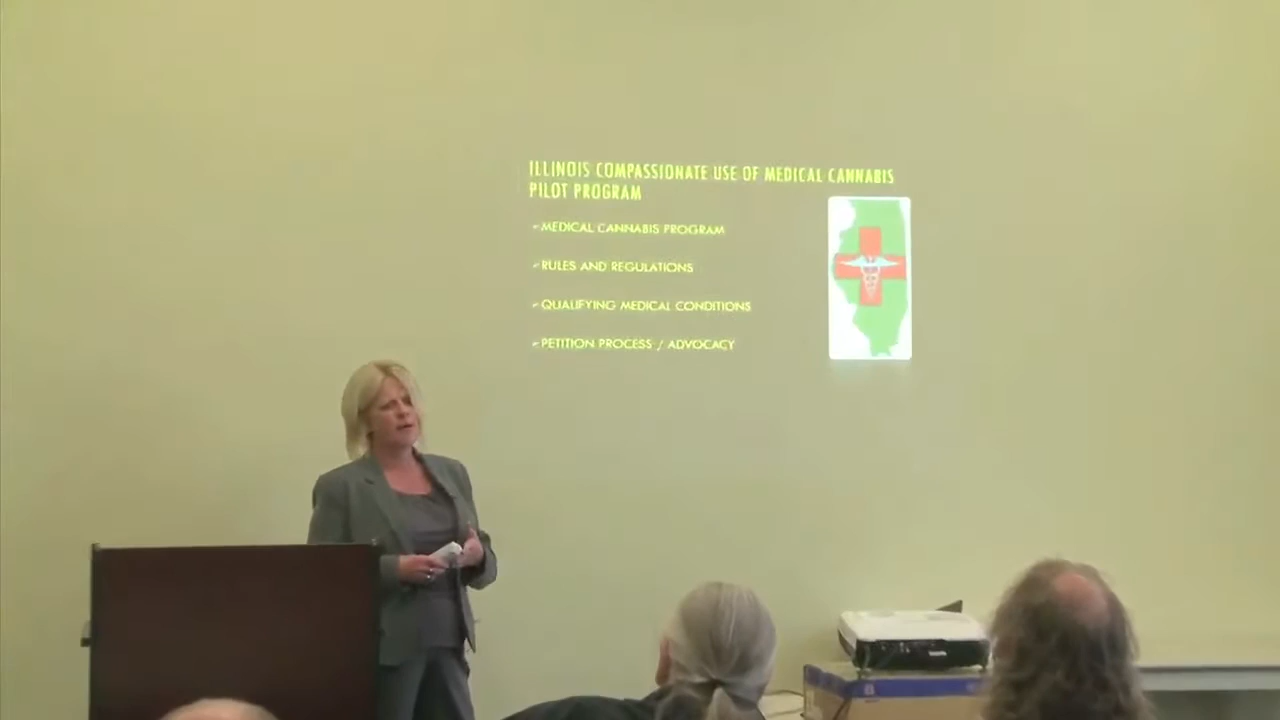 ILLINOIS COMPASSIONATE USE OF MEDICAL CANNABIS
PILOT PROGRAM
MEDICAL CANNABIS PROGRAM
RULES AND REGULATIONS
QUALIFYING MEDICAL CONDITIONS
PETITION PROCESS / ADVOCACY